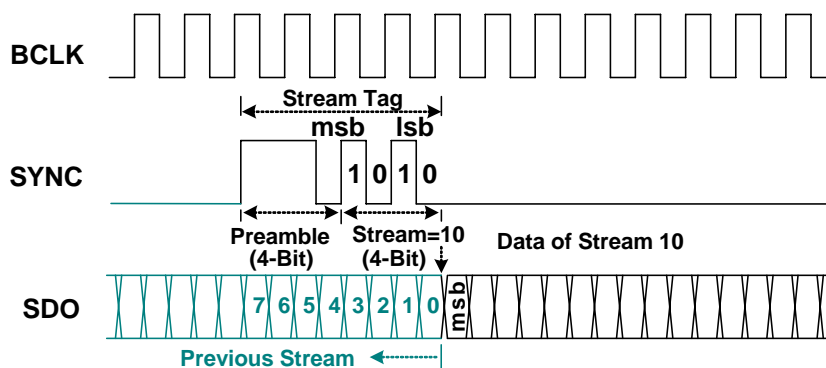 BCLK
Stream Tag
msb lsb
SYNC
1 0 1 0
Preamble
(4-Bit)
Stream=10
(4-Bit)
Data of Stream 10
SDO
7 6 5 4 3 2 1 0 msb
Previous Stream